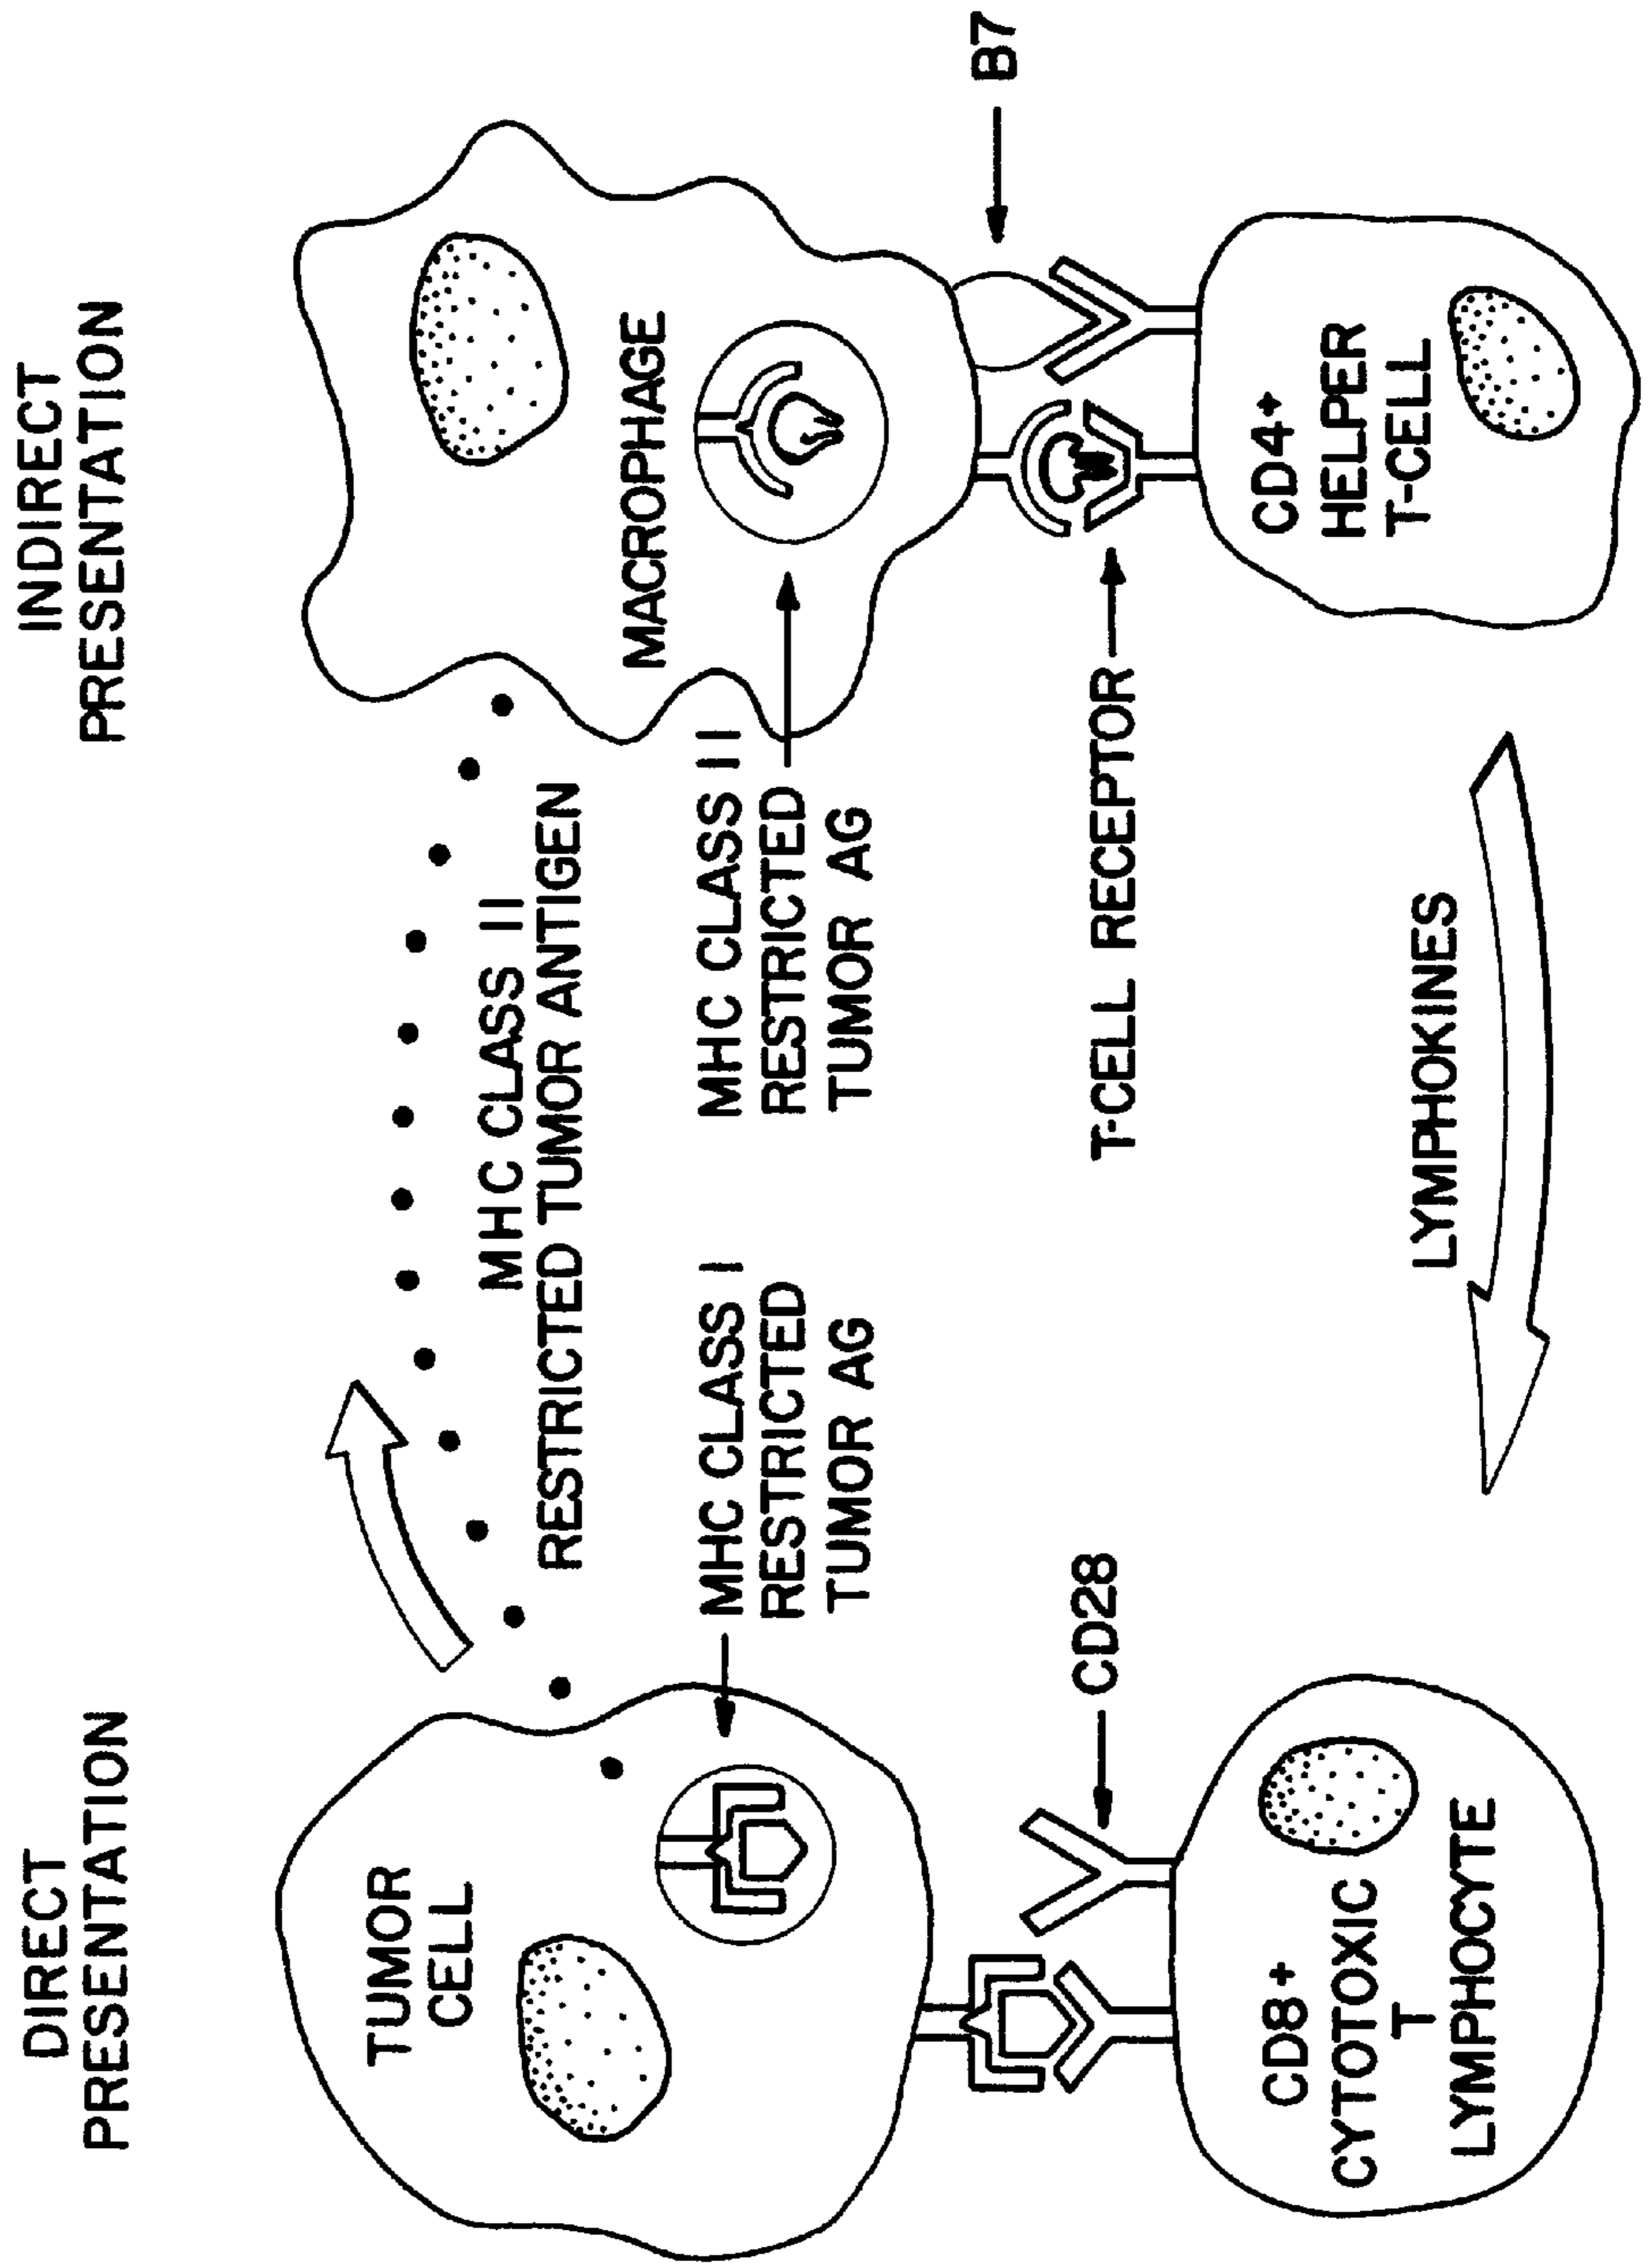 DIRECT
PRESENTATION
INDIRECT
PRESENTATION
TUMOR
CELL
MHC CLASS II
RESTRICTED TUMOR ANTIGEN
MACROPHAGE
MHC CLASS I
RESTRICTED
TUMOR AG
MHC CLASS II
RESTRICTED
TUMOR AG
B7
CD28
T-CELL RECEPTOR
CD8+
CYTOTOXIC
T
LYMPHOCYTE
LYMPHOKINES
CD4+
HELPER
T-CELL